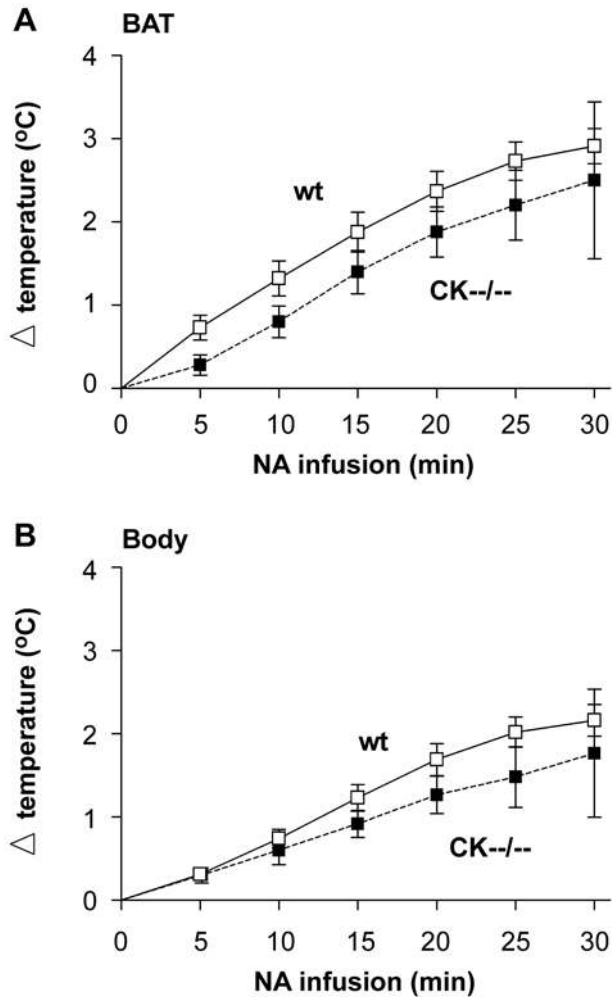 A
BAT
4
3
2
1
0
△ temperature (ºC)
wt
CK--/--
0 5 10 15 20 25 30
NA infusion (min)
B
Body
4
3
2
1
0
△ temperature (ºC)
wt
CK--/--
0 5 10 15 20 25 30
NA infusion (min)